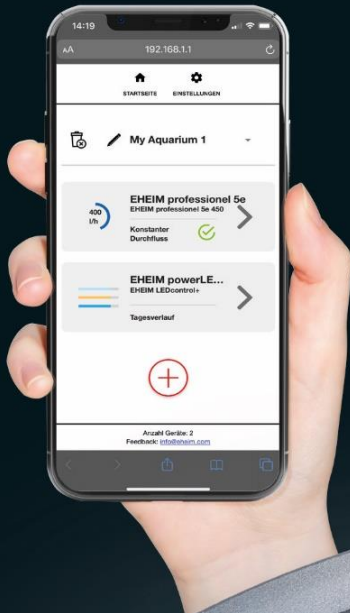 14:19
AA 192.168.1.1
STARTSEITE EINSTELLUNGEN
My Aquarium 1
EHEIM professionel 5e
EHEIM professionel 5e 450
400
l/h
Konstanter
Durchfluss
EHEIM powerLE...
EHEIM LEDcontrol+
Tagesverlauf
Anzahl Geräte: 2
Feedback: info@eheim.com